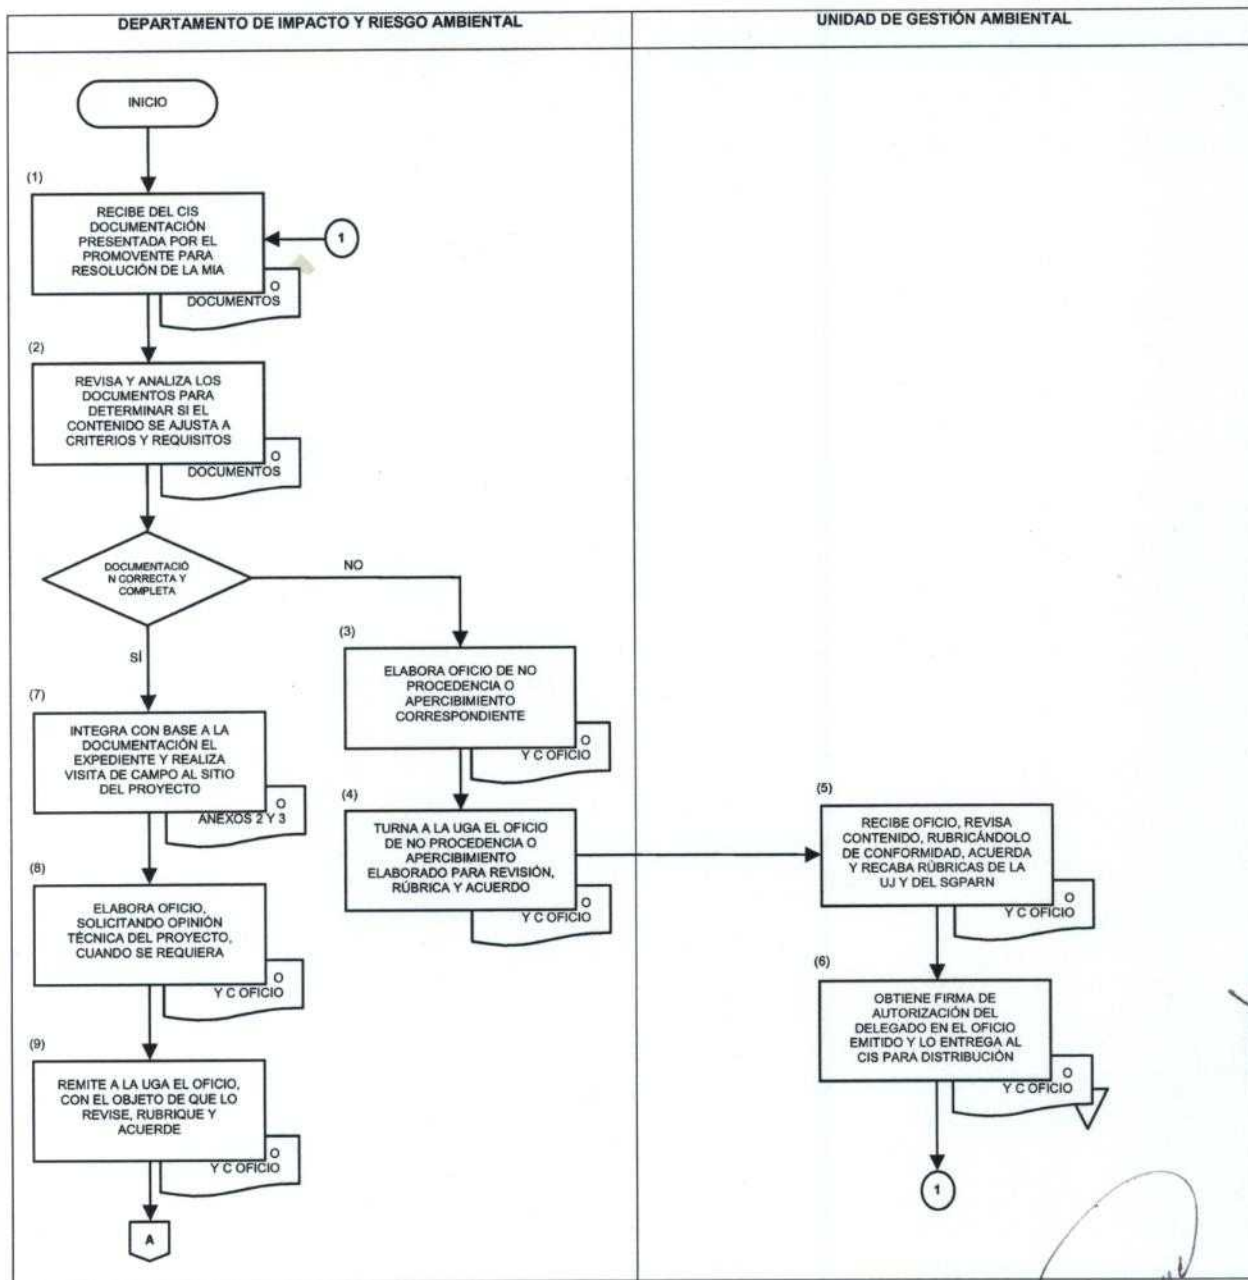 DEPARTAMENTO DE IMPACTO Y RIESGO AMBIENTAL
UNIDAD DE GESTIÓN AMBIENTAL
INICIO
(1)
RECIBE DEL CIS
DOCUMENTACIÓN
PRESENTADA POR EL
PROMOVENTE PARA
RESOLUCIÓN DE LA MIA
1
O
DOCUMENTOS
(2)
REVISA Y ANALIZA LOS
DOCUMENTOS PARA
DETERMINAR SI EL
CONTENIDO SE AJUSTA A
CRITERIOS Y REQUISITOS
O
DOCUMENTOS
DOCUMENTACIÓ
N CORRECTA Y
COMPLETA
NO
SÍ
(3)
ELABORA OFICIO DE NO
PROCEDENCIA O
APERCIBIMIENTO
CORRESPONDIENTE
O
Y C OFICIO
(4)
TURNA A LA UGA EL OFICIO
DE NO PROCEDENCIA O
APERCIBIMIENTO
ELABORADO PARA REVISIÓN,
RÚBRICA Y ACUERDO
O
Y C OFICIO
(5)
RECIBE OFICIO, REVISA
CONTENIDO, RUBRICÁNDOLO
DE CONFORMIDAD, ACUERDA
Y RECABA RÚBRICAS DE LA
UJ Y DEL SGPARN
O
Y C OFICIO
(6)
OBTIENE FIRMA DE
AUTORIZACIÓN DEL
DELEGADO EN EL OFICIO
EMITIDO Y LO ENTREGA AL
CIS PARA DISTRIBUCIÓN
O
Y C OFICIO
1
(7)
INTEGRA CON BASE A LA
DOCUMENTACIÓN EL
EXPEDIENTE Y REALIZA
VISITA DE CAMPO AL SITIO
DEL PROYECTO
O
ANEXOS 2 Y 3
(8)
ELABORA OFICIO,
SOLICITANDO OPINIÓN
TÉCNICA DEL PROYECTO,
CUANDO SE REQUIERA
O
Y C OFICIO
(9)
REMITE A LA UGA EL OFICIO,
CON EL OBJETO DE QUE LO
REVISE, RUBRIQUE Y
ACUERDE
O
Y C OFICIO
A